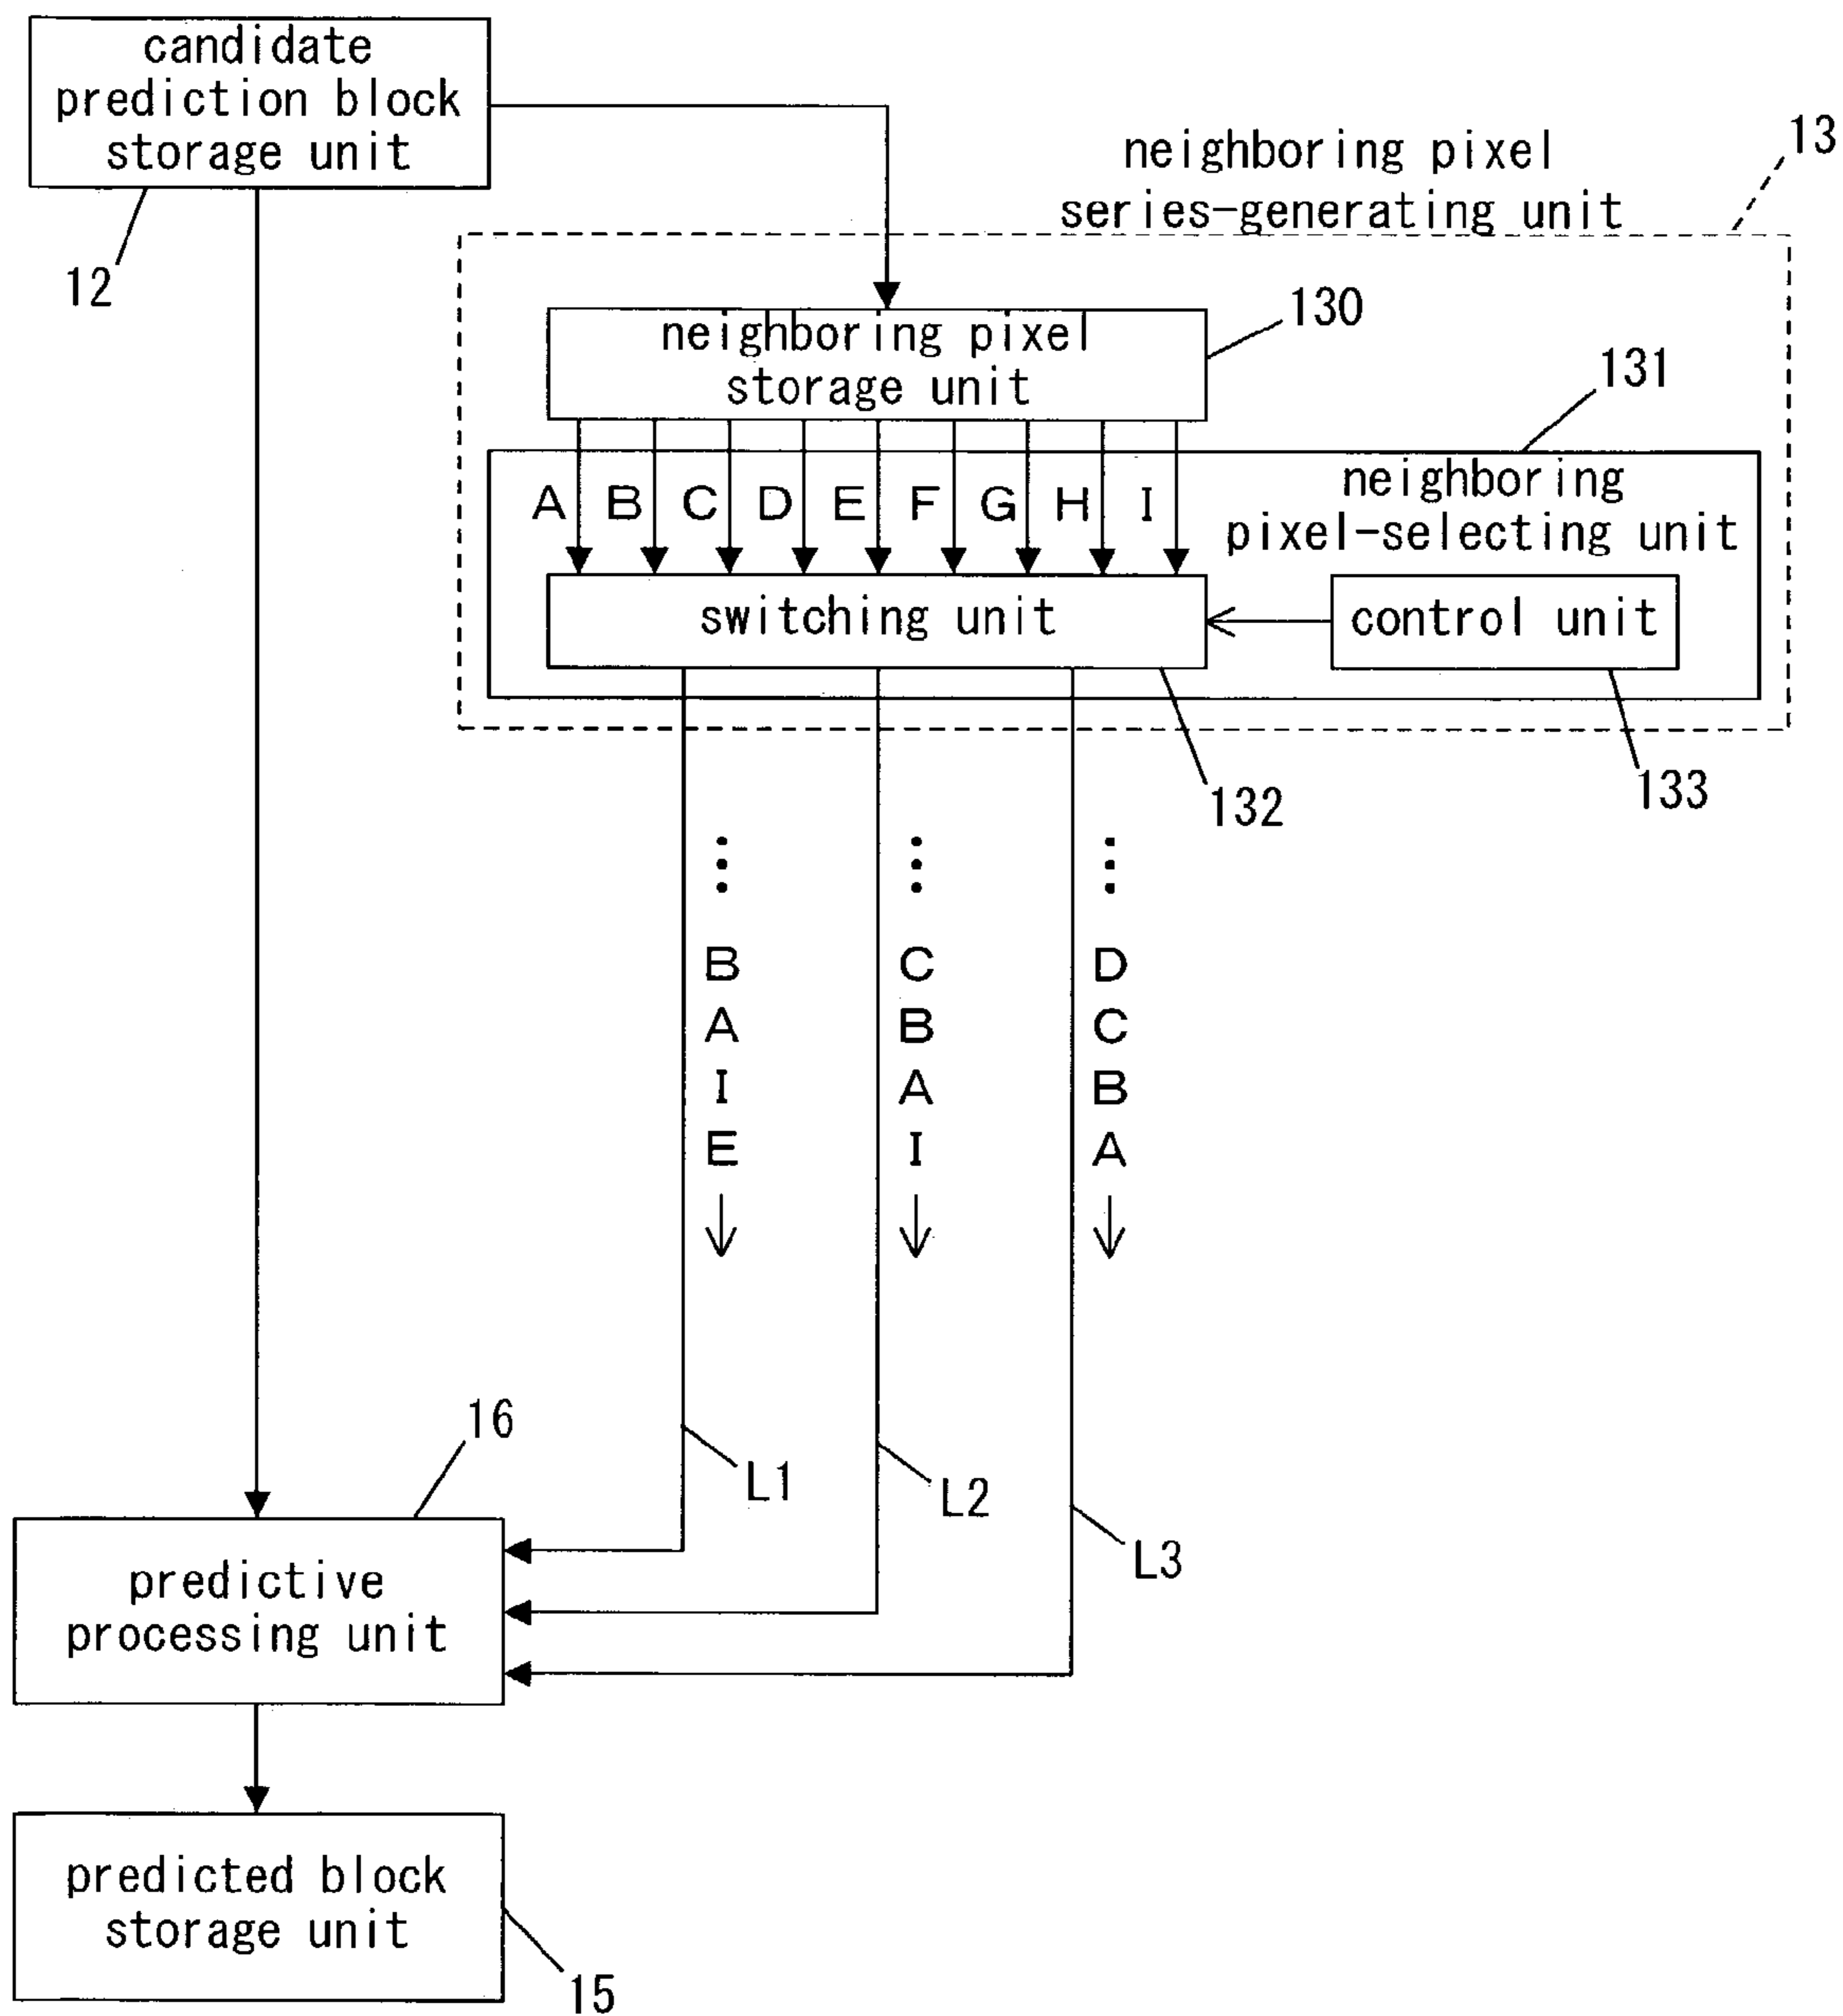 candidate
prediction block
storage unit
12
neighboring pixel
series-generating unit
13
neighboring pixel
storage unit
130
131
neighboring
pixel-selecting unit
A B C D E F G H I
switching unit
control unit
132
133
B C D
A B C
I A B
E I A
16
L1
L2
L3
predictive
processing unit
predicted block
storage unit
15